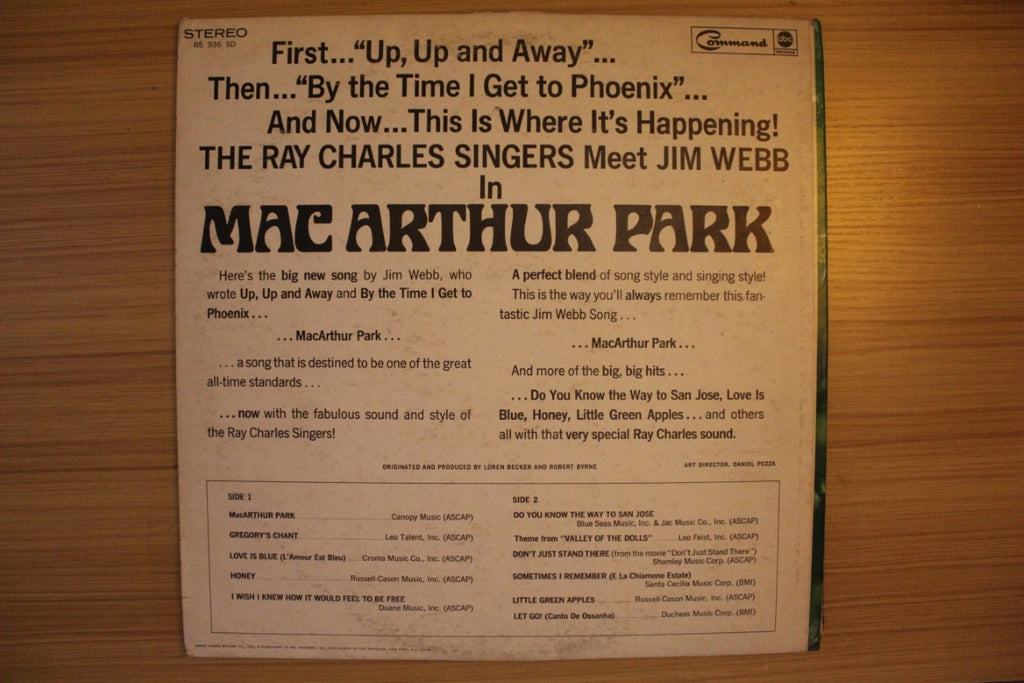 STEREO
RS 936 SD
Command abc RECORDS
First..."Up, Up and Away"...
Then..."By the Time I Get to Phoenix"...
And Now...This Is Where It's Happening!
THE RAY CHARLES SINGERS Meet JIM WEBB
In
MAC ARTHUR PARK
Here's the big new song by Jim Webb, who
wrote Up, Up and Away and By the Time I Get to
Phoenix...
...MacArthur Park...
...a song that is destined to be one of the great
all-time standards...
...now with the fabulous sound and style of
the Ray Charles Singers!
A perfect blend of song style and singing style!
This is the way you'll always remember this fan-
tastic Jim Webb Song...
...MacArthur Park...
And more of the big, big hits...
...Do You Know the Way to San Jose, Love Is
Blue, Honey, Little Green Apples...and others
all with that very special Ray Charles sound.
ORIGINATED AND PRODUCED BY LOREN BECKER AND ROBERT BYRNE
ART DIRECTOR, DANIEL PEZZA
SIDE 1
MacARTHUR PARK Canopy Music (ASCAP)
GREGORY'S CHANT Leo Talent, Inc. (ASCAP)
LOVE IS BLUE (L'Amour Est Bleu) Croma Music Co., Inc. (ASCAP)
HONEY Russell-Cason Music, Inc. (ASCAP)
I WISH I KNEW HOW IT WOULD FEEL TO BE FREE
Duane Music, Inc. (ASCAP)
SIDE 2
DO YOU KNOW THE WAY TO SAN JOSE
Blue Seas Music, Inc. & Jac Music Co., Inc. (ASCAP)
Theme from "VALLEY OF THE DOLLS" Leo Feist, Inc. (ASCAP)
DON'T JUST STAND THERE (from the movie "Don't Just Stand There")
Shamley Music Corp. (ASCAP)
SOMETIMES I REMEMBER (E La Chiamono Estate)
Santa Cecilia Music Corp. (BMI)
LITTLE GREEN APPLES Russell-Cason Music, Inc. (ASCAP)
LET GO! (Canto De Ossanha) Duchess Music Corp. (BMI)